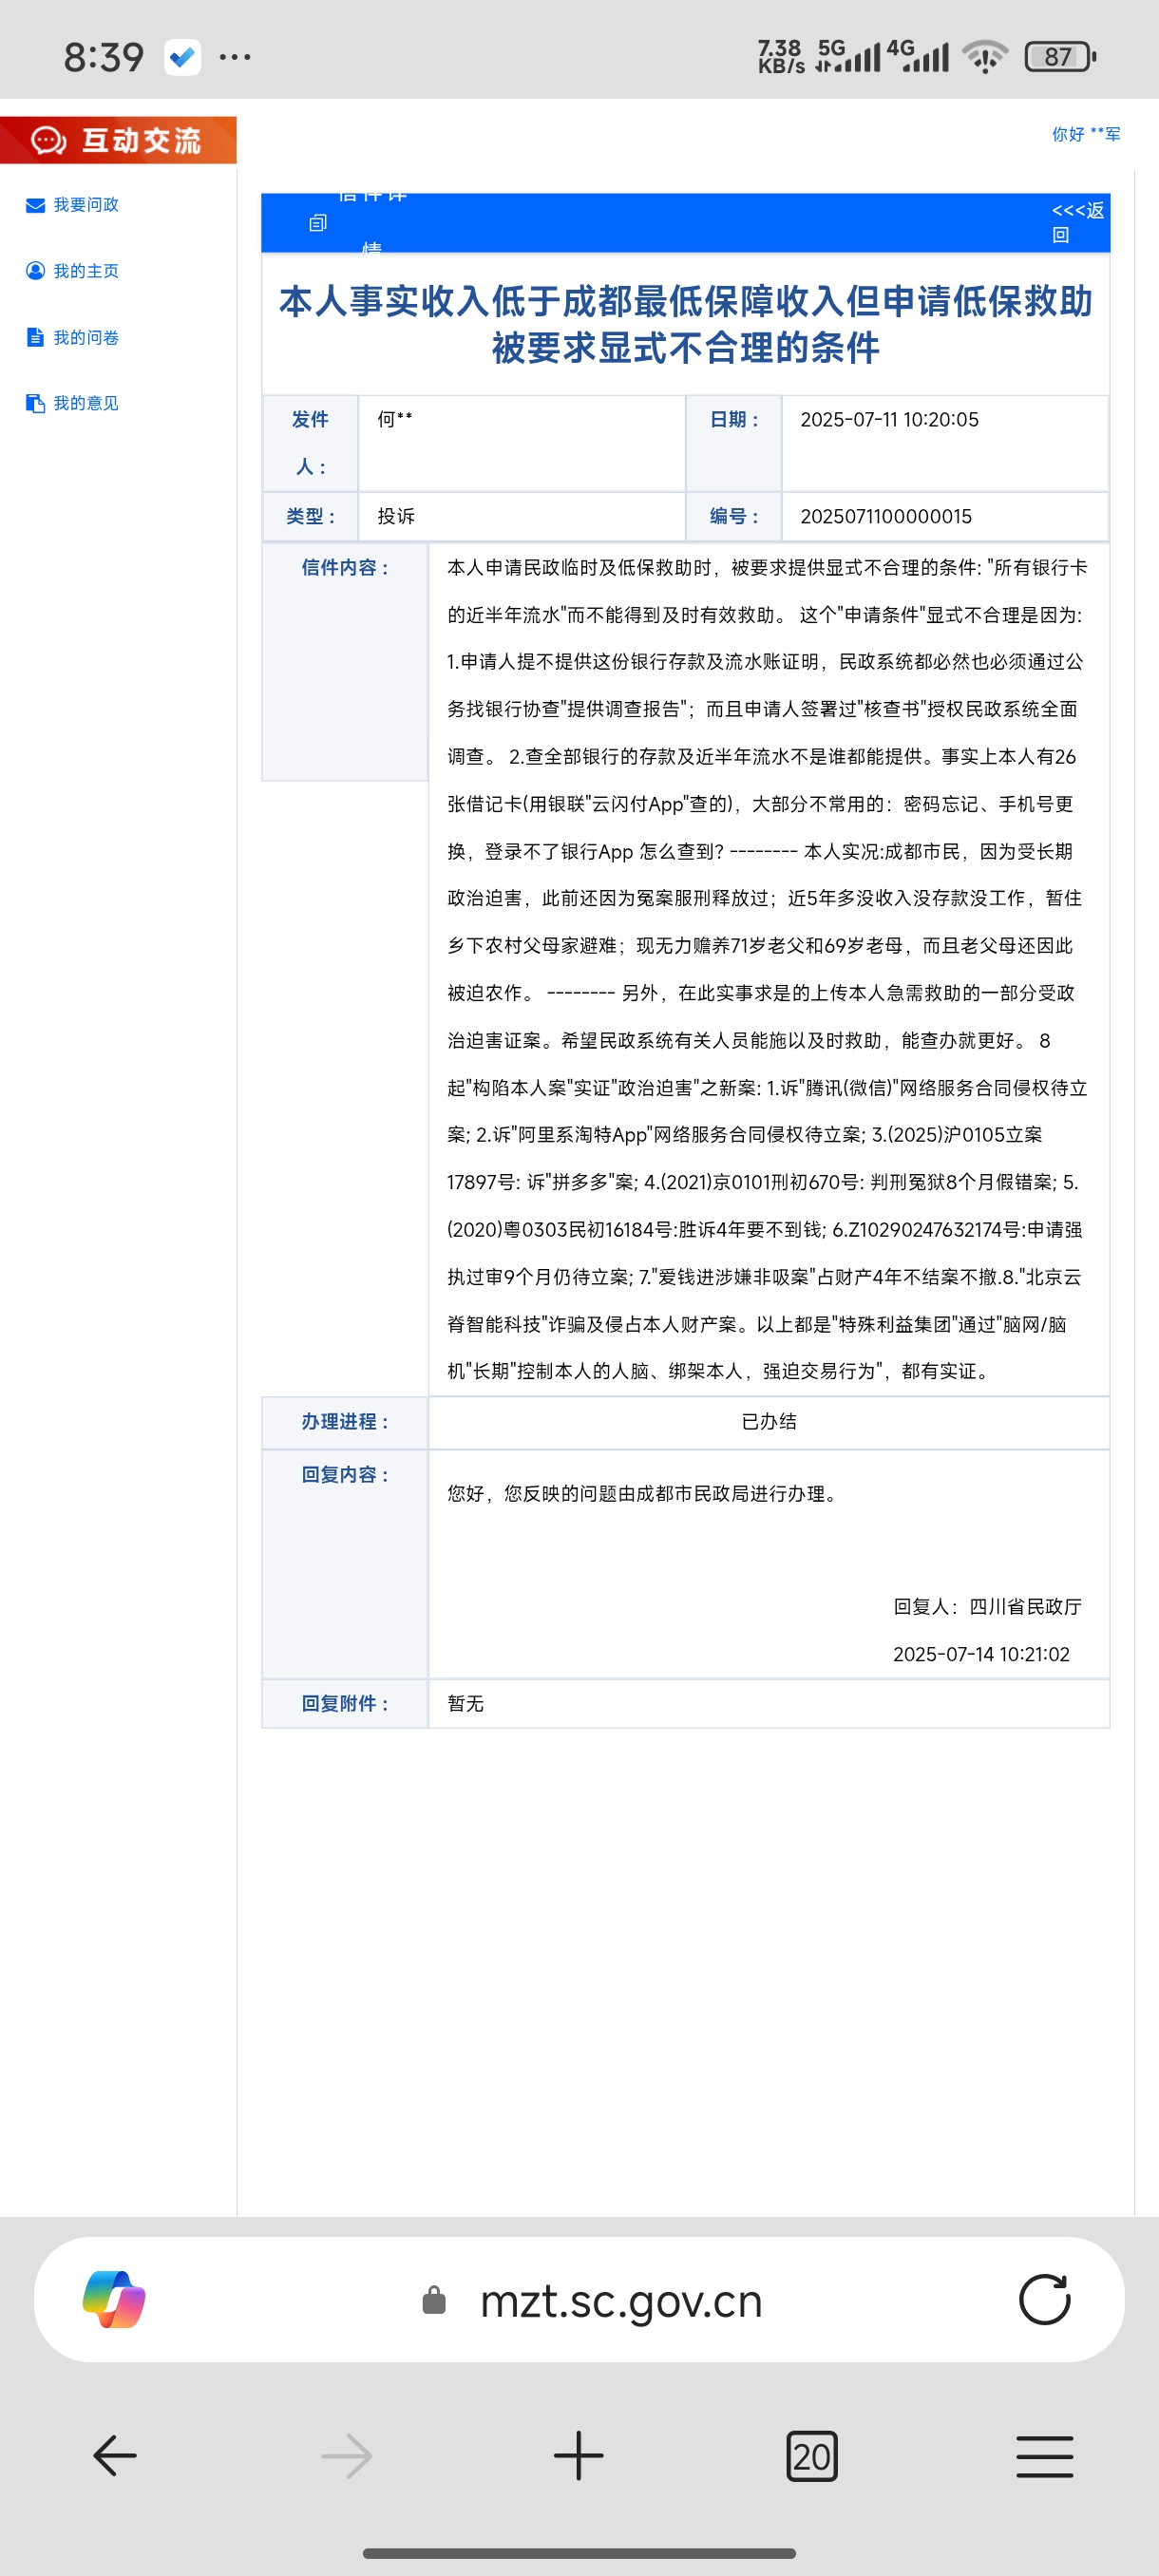 8:39
7.38 KB/s 5G 4G 87
互动交流
你好 **军
我要问政
我的主页
我的问卷
我的意见
信件详
情
<<<返
回
本人事实收入低于成都最低保障收入但申请低保救助
被要求显式不合理的条件
发件
人：
何**
日期：
2025-07-11 10:20:05
类型：
投诉
编号：
2025071100000015
信件内容：
本人申请民政临时及低保救助时，被要求提供显式不合理的条件: "所有银行卡
的近半年流水"而不能得到及时有效救助。 这个"申请条件"显式不合理是因为:
1.申请人提不提供这份银行存款及流水账证明，民政系统都必然也必须通过公
务找银行协查"提供调查报告"；而且申请人签署过"核查书"授权民政系统全面
调查。 2.查全部银行的存款及近半年流水不是谁都能提供。事实上本人有26
张借记卡(用银联"云闪付App"查的)，大部分不常用的：密码忘记、手机号更
换，登录不了银行App 怎么查到? -------- 本人实况:成都市民，因为受长期
政治迫害，此前还因为冤案服刑释放过；近5年多没收入没存款没工作，暂住
乡下农村父母家避难；现无力赡养71岁老父和69岁老母，而且老父母还因此
被迫农作。 -------- 另外，在此实事求是的上传本人急需救助的一部分受政
治迫害证案。希望民政系统有关人员能施以及时救助，能查办就更好。 8
起"构陷本人案"实证"政治迫害"之新案: 1.诉"腾讯(微信)"网络服务合同侵权待立
案; 2.诉"阿里系淘特App"网络服务合同侵权待立案; 3.(2025)沪0105立案
17897号: 诉"拼多多"案; 4.(2021)京0101刑初670号: 判刑冤狱8个月假错案; 5.
(2020)粤0303民初16184号:胜诉4年要不到钱; 6.Z10290247632174号:申请强
执过审9个月仍待立案; 7."爱钱进涉嫌非吸案"占财产4年不结案不撤.8."北京云
脊智能科技"诈骗及侵占本人财产案。以上都是"特殊利益集团"通过"脑网/脑
机"长期"控制本人的人脑、绑架本人，强迫交易行为"，都有实证。
办理进程：
已办结
回复内容：
您好，您反映的问题由成都市民政局进行办理。
回复人：四川省民政厅
2025-07-14 10:21:02
回复附件：
暂无
mzt.sc.gov.cn
20